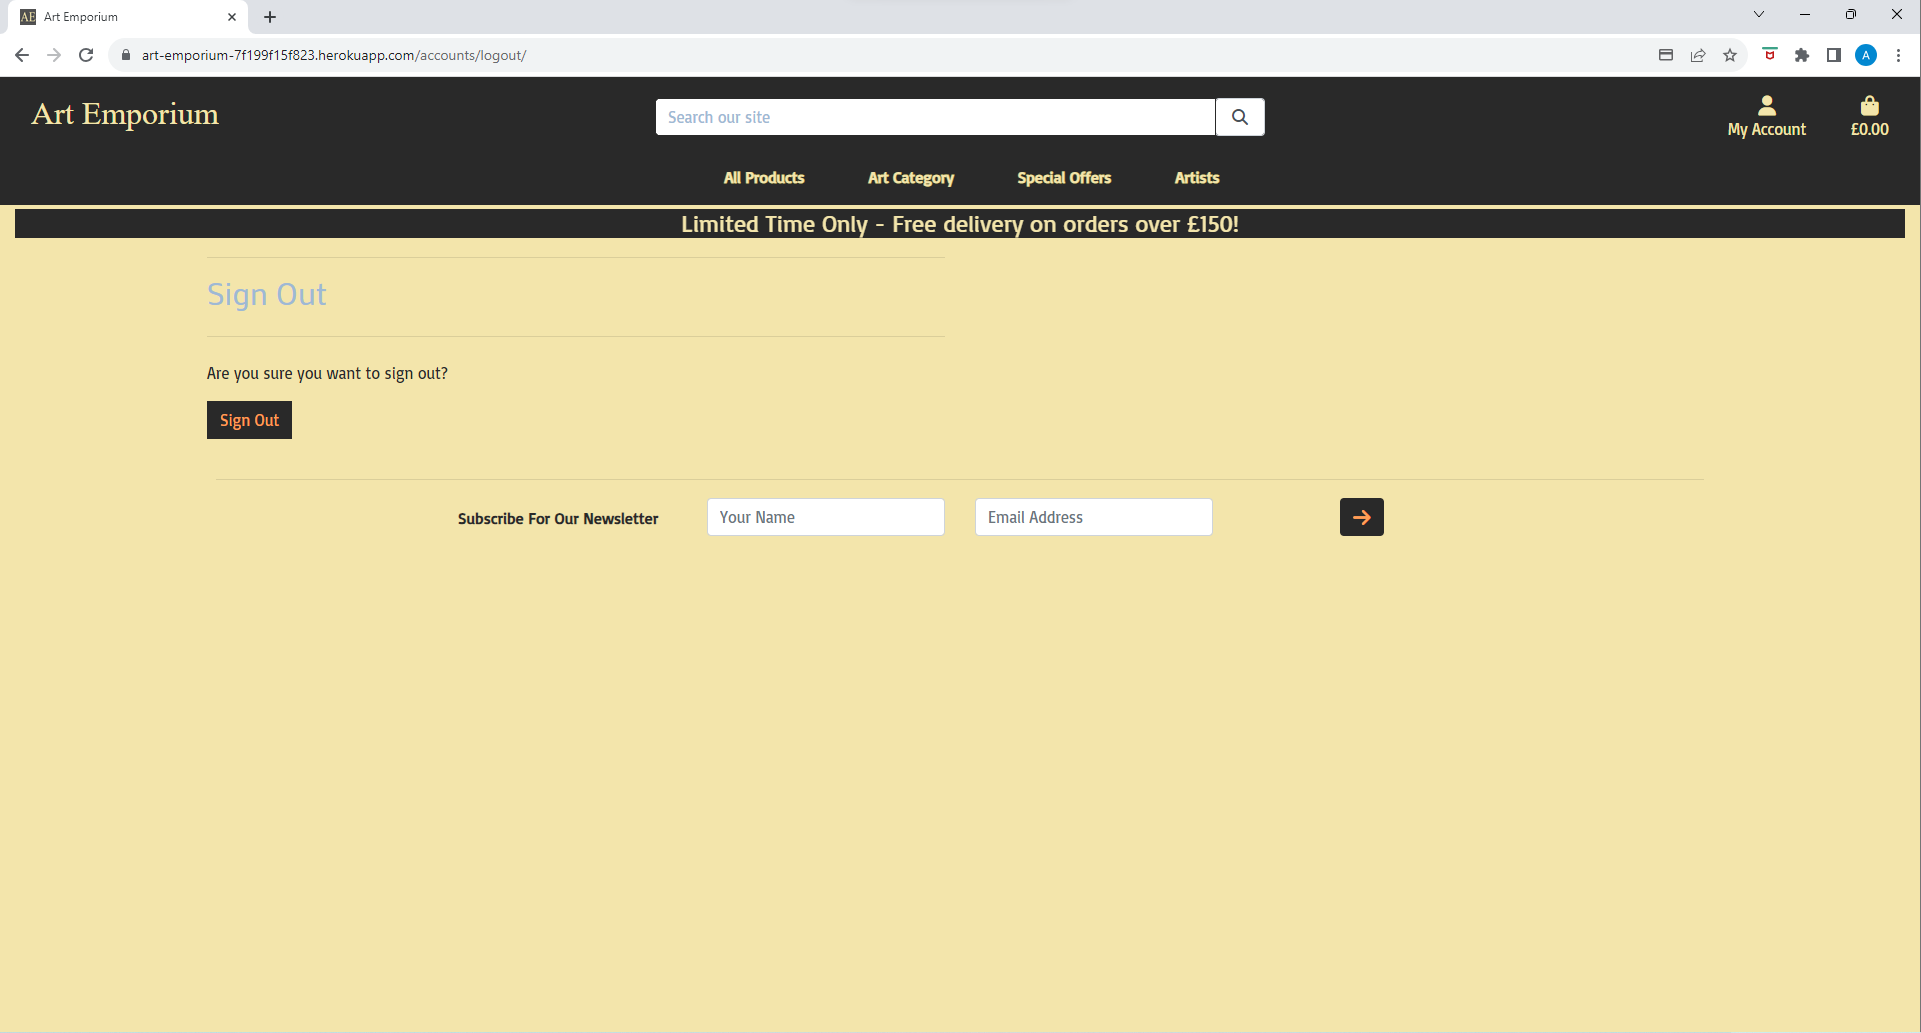 AE Art Emporium
art-emporium-7f199f15f823.herokuapp.com/accounts/logout/
A
Art Emporium
Search our site
My Account
£0.00
All Products
Art Category
Special Offers
Artists
Limited Time Only - Free delivery on orders over £150!
Sign Out
Are you sure you want to sign out?
Sign Out
Subscribe For Our Newsletter
Your Name
Email Address